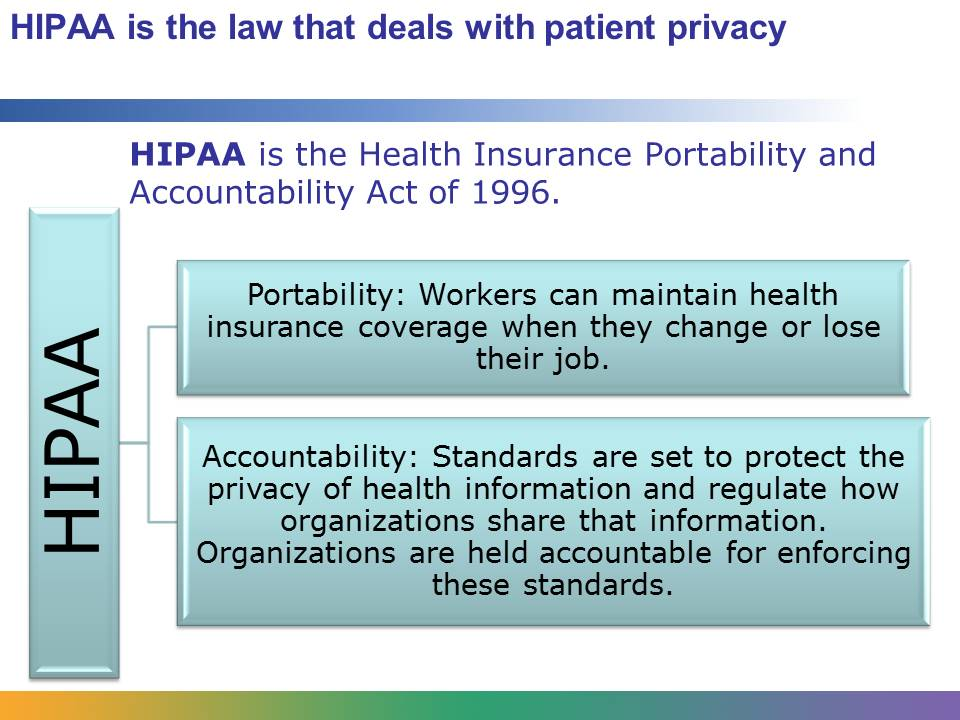 HIPAA is the law that deals with patient privacy
HIPAA is the Health Insurance Portability and
Accountability Act of 1996.
HIPAA
Portability: Workers can maintain health
insurance coverage when they change or lose
their job.
Accountability: Standards are set to protect the
privacy of health information and regulate how
organizations share that information.
Organizations are held accountable for enforcing
these standards.